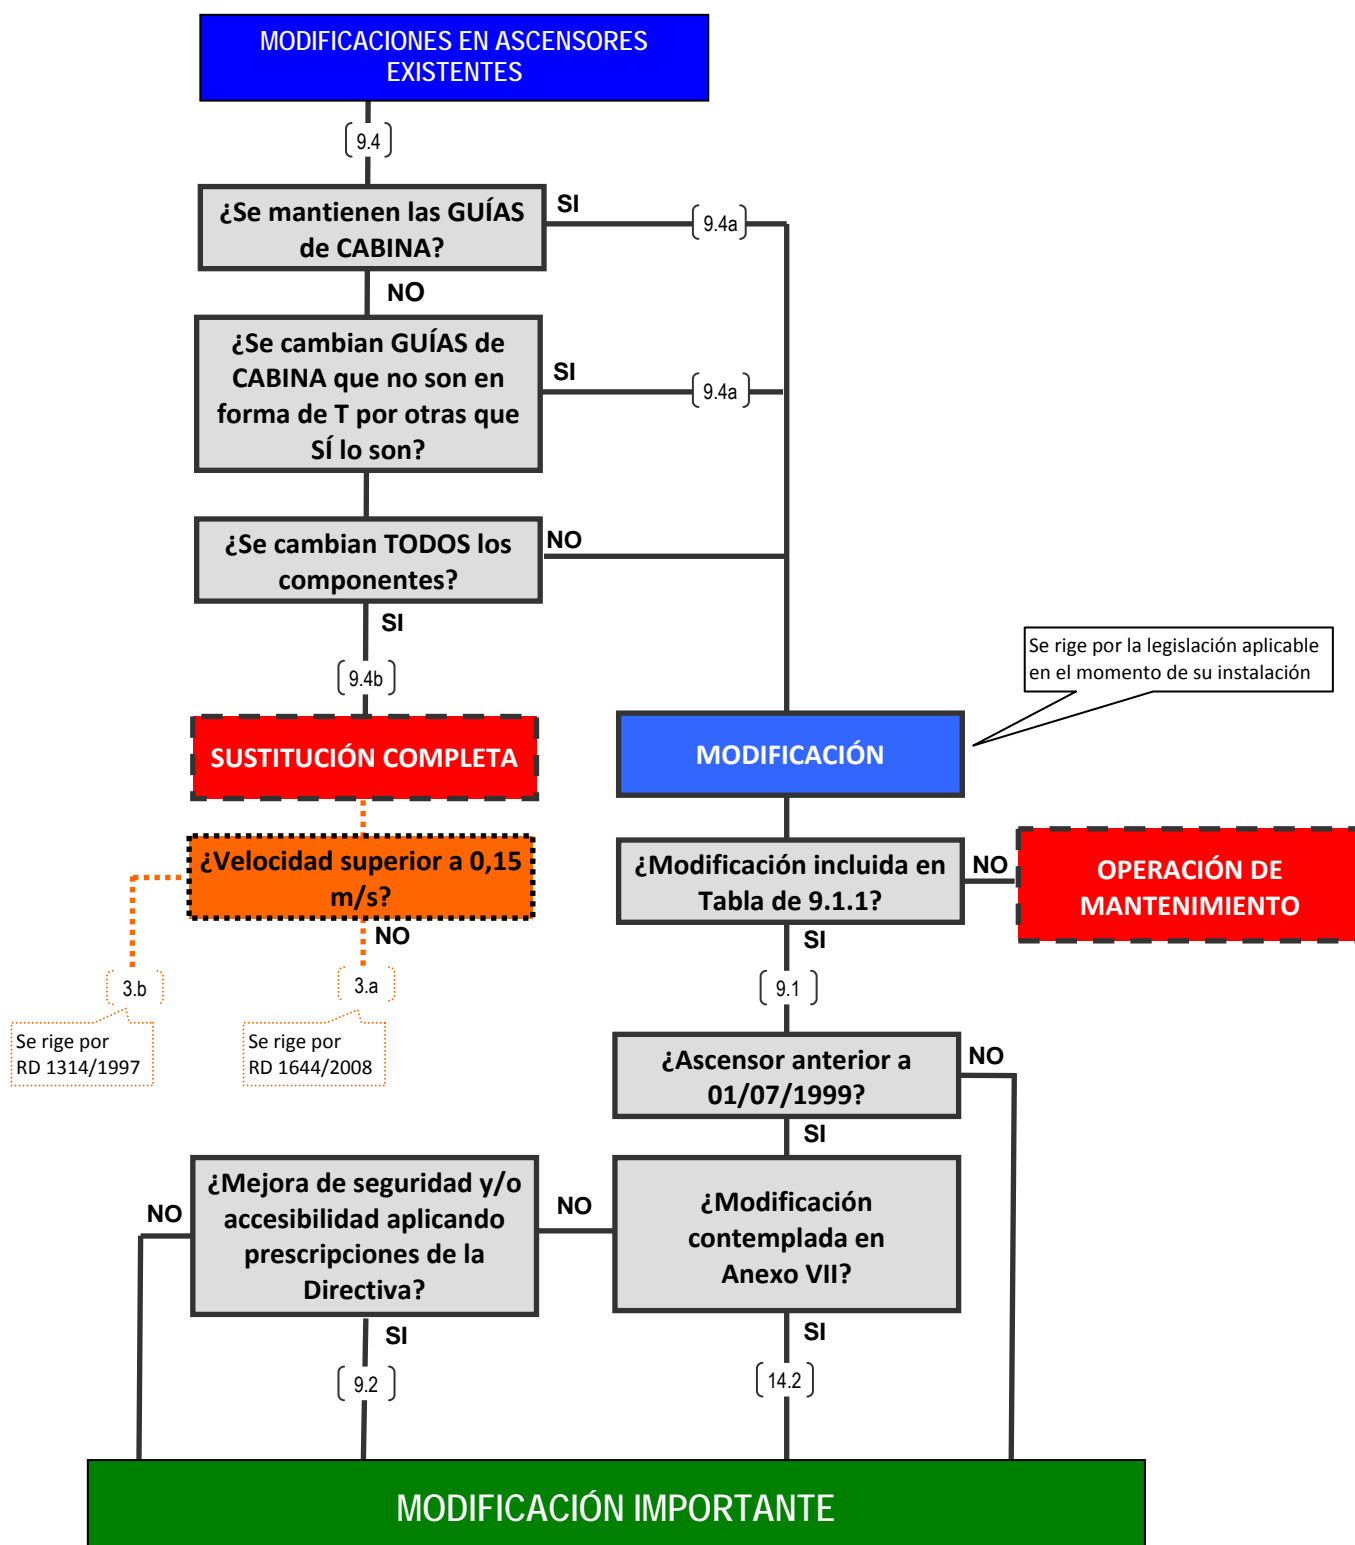 MODIFICACIONES EN ASCENSORES
EXISTENTES
9.4
¿Se mantienen las GUÍAS
de CABINA?
SI
9.4a
NO
¿Se cambian GUÍAS de
CABINA que no son en
forma de T por otras que
SÍ lo son?
SI
9.4a
¿Se cambian TODOS los
componentes?
NO
SI
9.4b
Se rige por la legislación aplicable
en el momento de su instalación
SUSTITUCIÓN COMPLETA
MODIFICACIÓN
¿Velocidad superior a 0,15
m/s?
NO
3.b
3.a
Se rige por
RD 1314/1997
Se rige por
RD 1644/2008
¿Modificación incluida en
Tabla de 9.1.1?
NO
OPERACIÓN DE
MANTENIMIENTO
SI
9.1
¿Ascensor anterior a
01/07/1999?
NO
SI
¿Modificación
contemplada en
Anexo VII?
NO
¿Mejora de seguridad y/o
accesibilidad aplicando
prescripciones de la
Directiva?
NO
SI
9.2
SI
14.2
MODIFICACIÓN IMPORTANTE